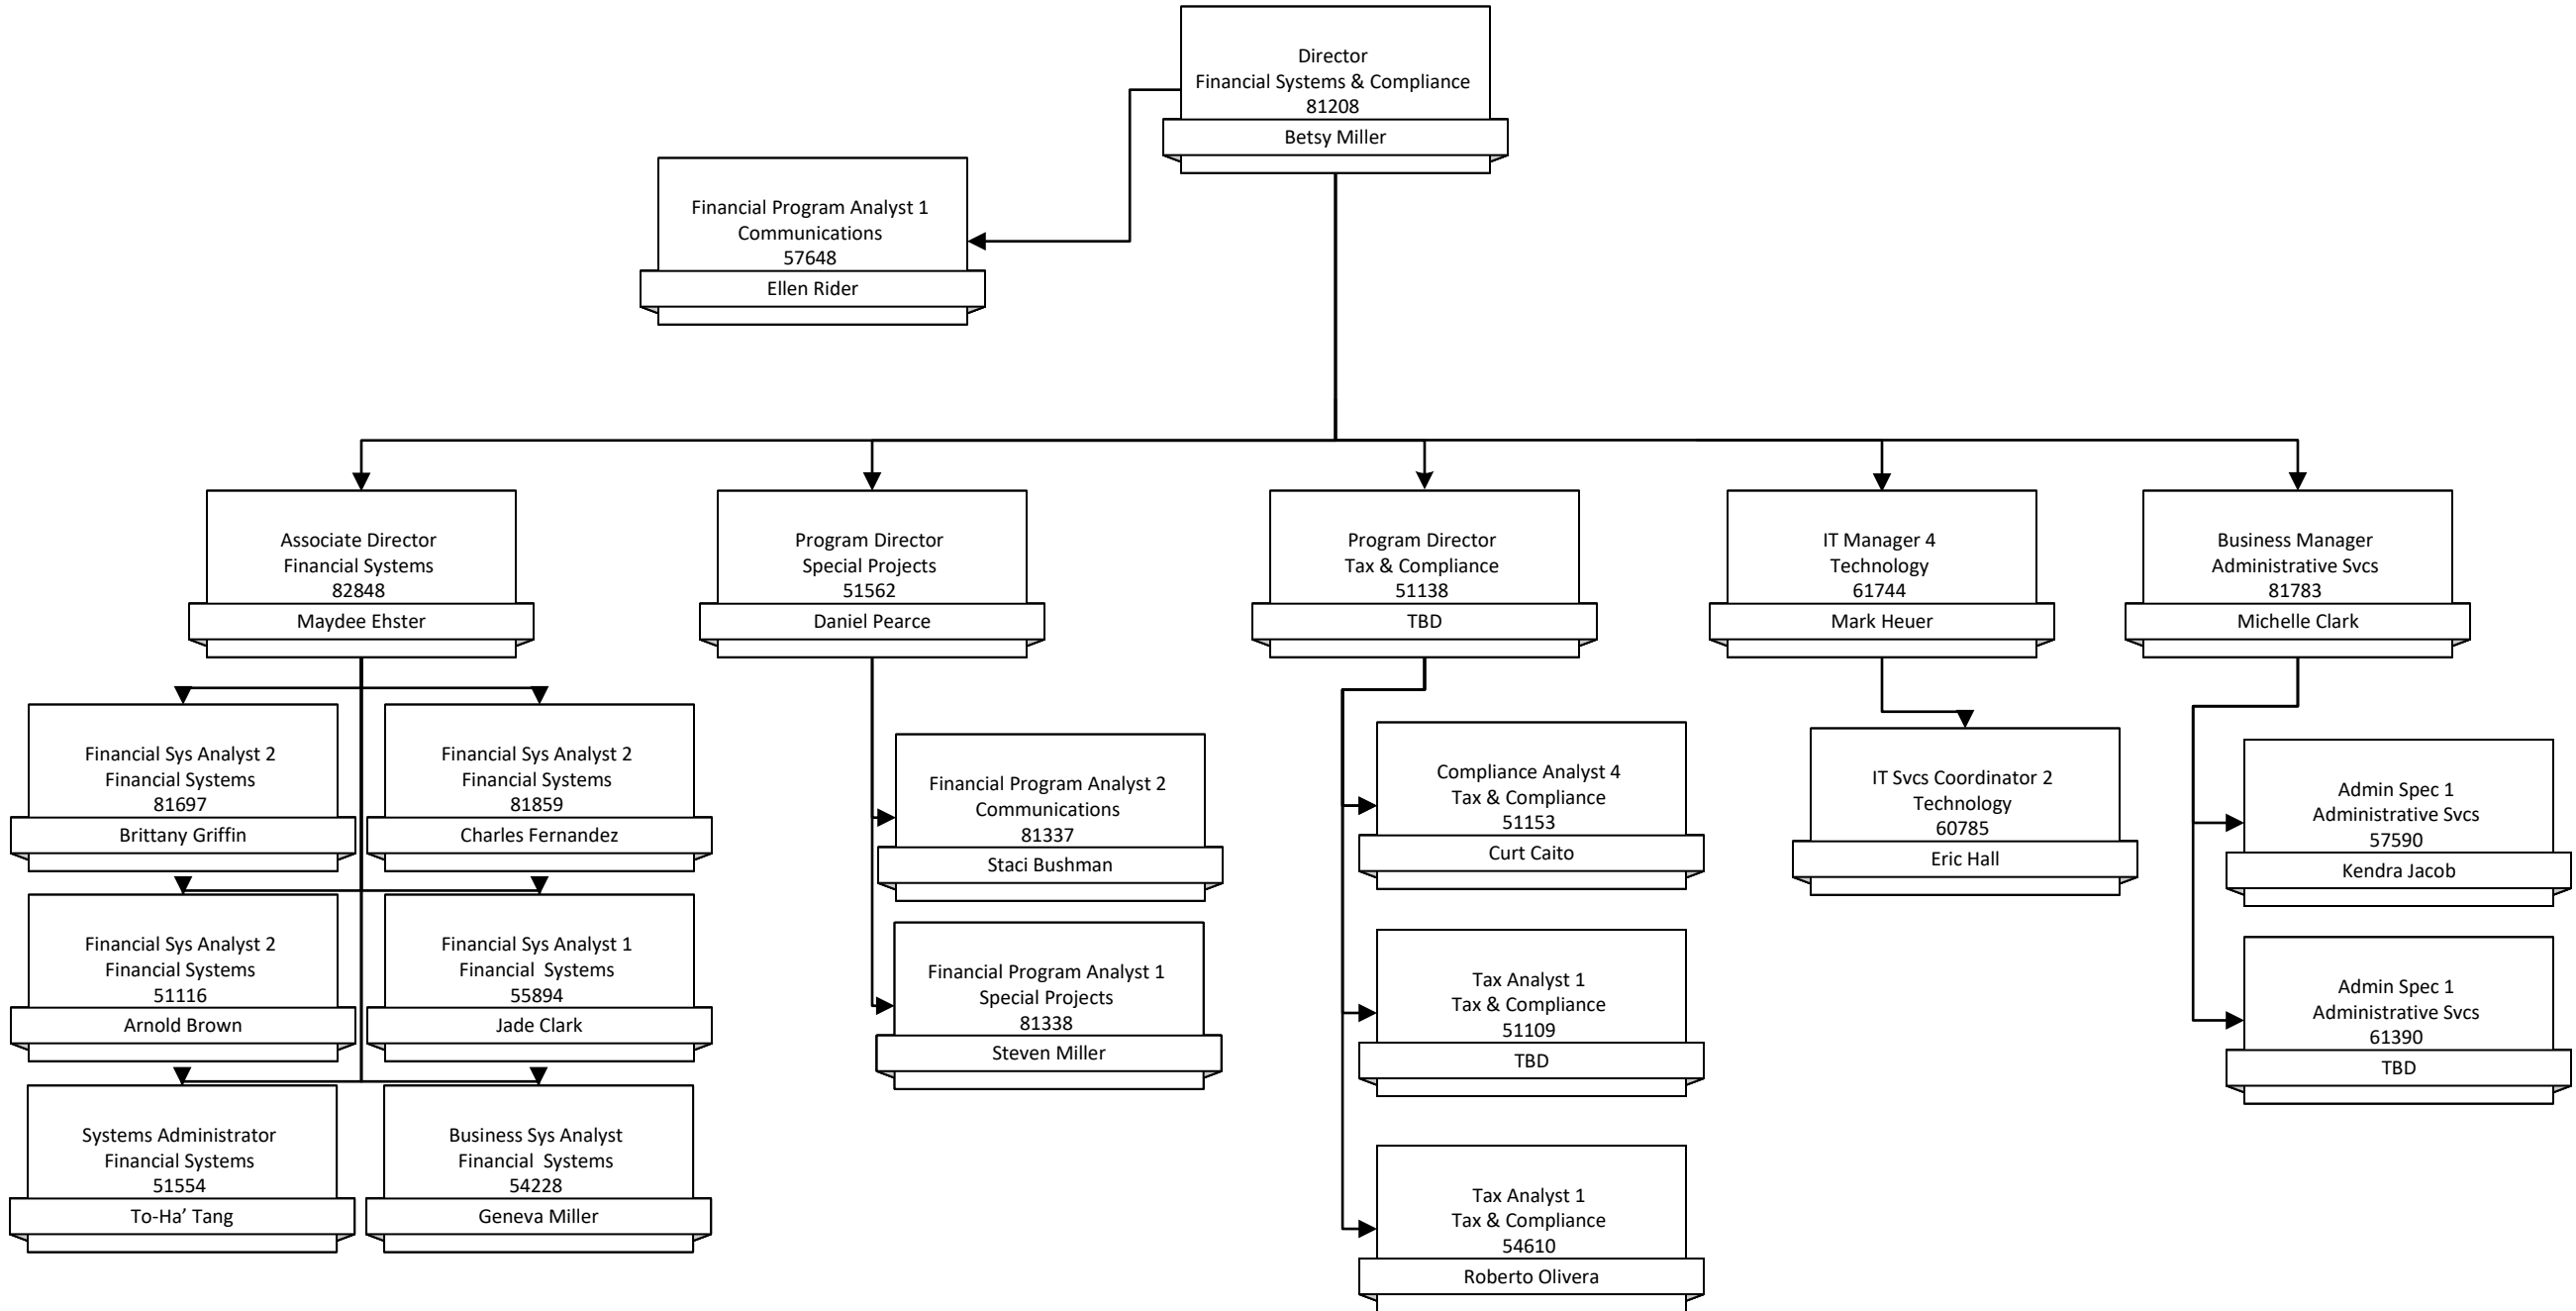 Director
Financial Systems & Compliance
81208
Betsy Miller
Financial Program Analyst 1
Communications
57648
Ellen Rider
Associate Director
Financial Systems
82848
Maydee Ehster
Program Director
Special Projects
51562
Daniel Pearce
Program Director
Tax & Compliance
51138
TBD
IT Manager 4
Technology
61744
Mark Heuer
Business Manager
Administrative Svcs
81783
Michelle Clark
Financial Sys Analyst 2
Financial Systems
81697
Brittany Griffin
Financial Sys Analyst 2
Financial Systems
81859
Charles Fernandez
Financial Sys Analyst 2
Financial Systems
51116
Arnold Brown
Financial Sys Analyst 1
Financial  Systems
55894
Jade Clark
Systems Administrator
Financial Systems
51554
To-Ha’ Tang
Business Sys Analyst
Financial  Systems
54228
Geneva Miller
Financial Program Analyst 2
Communications
81337
Staci Bushman
Financial Program Analyst 1
Special Projects
81338
Steven Miller
Compliance Analyst 4
Tax & Compliance
51153
Curt Caito
Tax Analyst 1
Tax & Compliance
51109
TBD
Tax Analyst 1
Tax & Compliance
54610
Roberto Olivera
IT Svcs Coordinator 2
Technology
60785
Eric Hall
Admin Spec 1
Administrative Svcs
57590
Kendra Jacob
Admin Spec 1
Administrative Svcs
61390
TBD